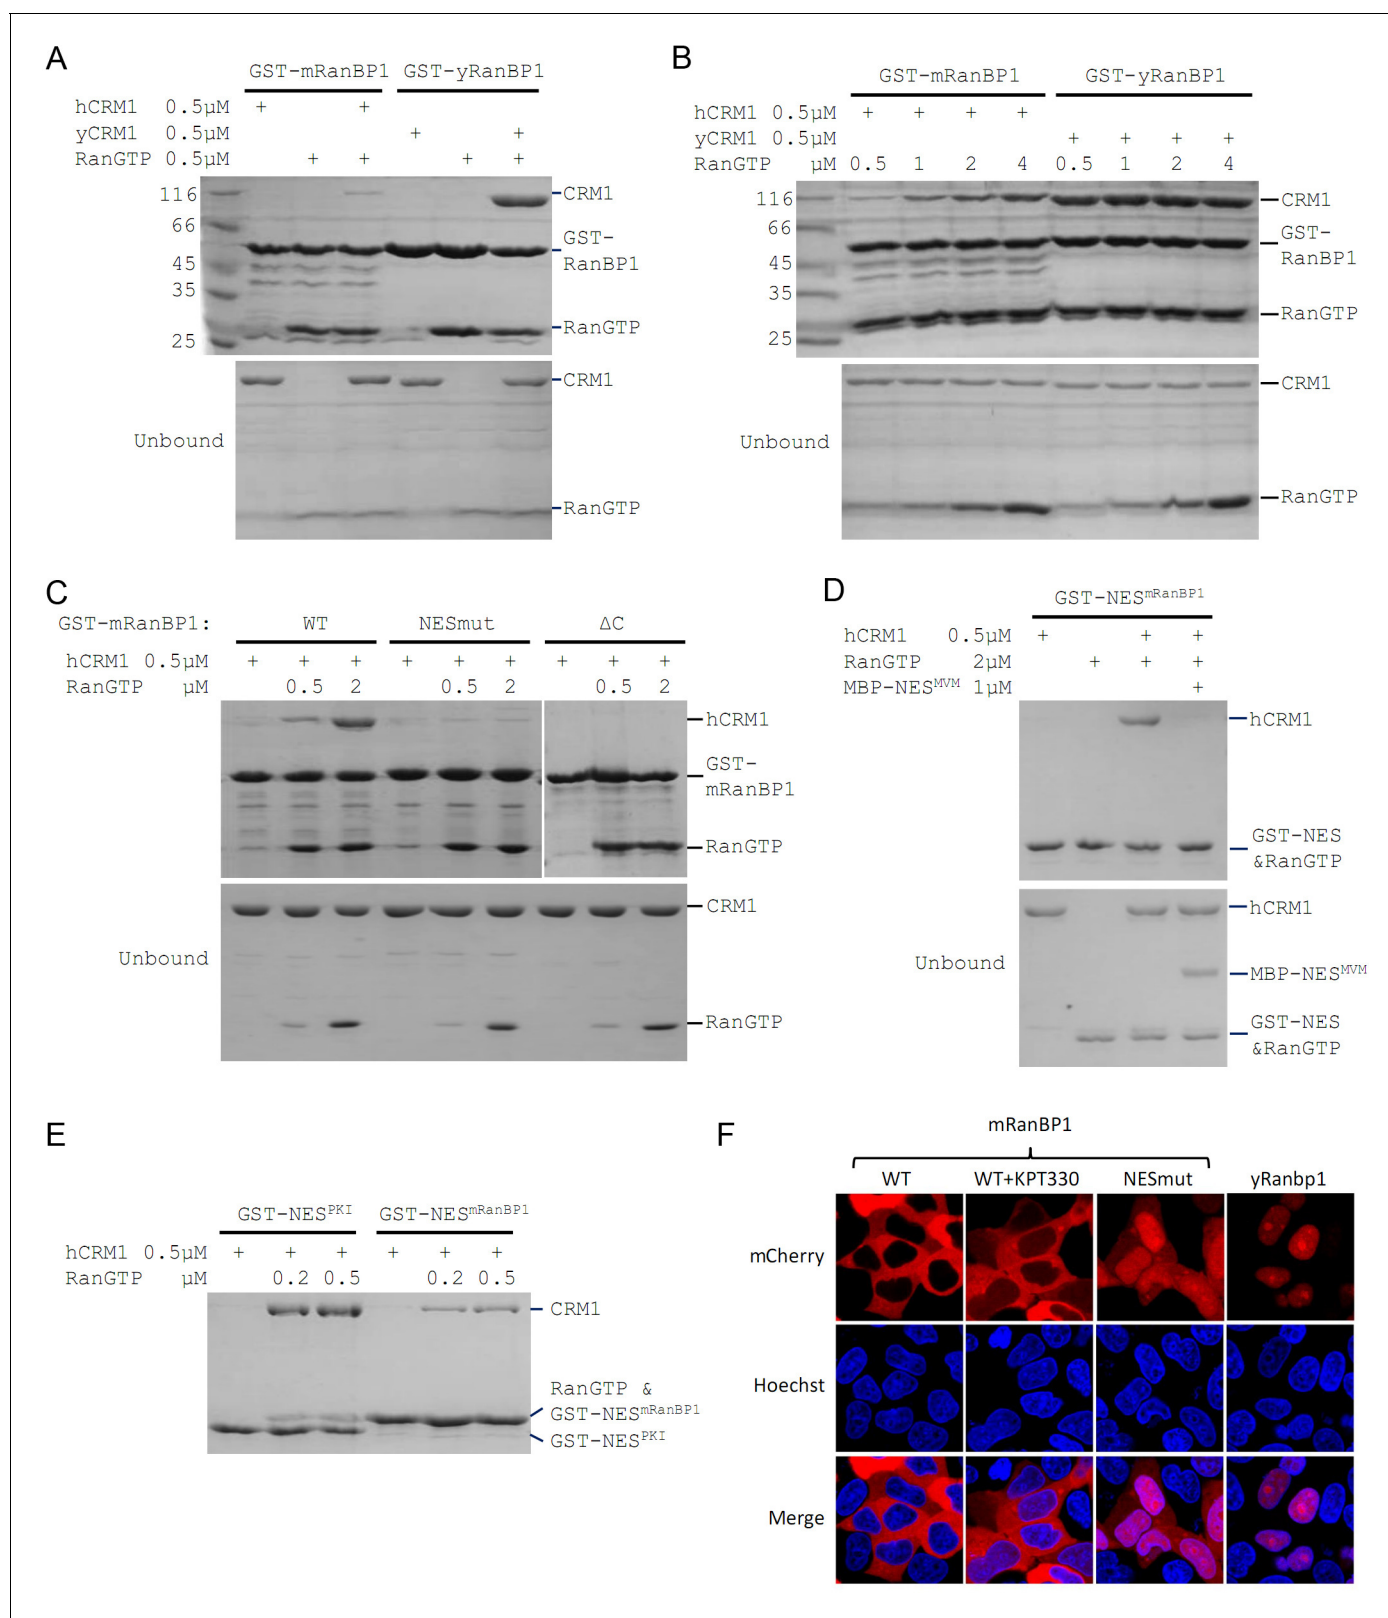 A
GST-mRanBP1 GST-yRanBP1
hCRM1 0.5µM + +
yCRM1 0.5µM + +
RanGTP 0.5µM + + + +
116
66
45
35
25
CRM1
GST-
RanBP1
RanGTP
Unbound
CRM1
RanGTP
B
GST-mRanBP1 GST-yRanBP1
hCRM1 0.5µM + + + +
yCRM1 0.5µM + + + +
RanGTP µM 0.5 1 2 4 0.5 1 2 4
116
66
45
35
25
CRM1
GST-
RanBP1
RanGTP
Unbound
CRM1
RanGTP
C
GST-mRanBP1: WT NESmut ΔC
hCRM1 0.5µM + + + + + + + + +
RanGTP µM 0.5 2 0.5 2 0.5 2
hCRM1
GST-
mRanBP1
RanGTP
Unbound
CRM1
RanGTP
D
GST-NES^mRanBP1
hCRM1 0.5µM + + +
RanGTP 2µM + + +
MBP-NES^MVM 1µM +
hCRM1
GST-NES
&RanGTP
Unbound
hCRM1
MBP-NES^MVM
GST-NES
&RanGTP
E
GST-NES^PKI GST-NES^mRanBP1
hCRM1 0.5µM + + + + + +
RanGTP µM 0.2 0.5 0.2 0.5
CRM1
RanGTP &
GST-NES^mRanBP1
GST-NES^PKI
F
mRanBP1
WT WT+KPT330 NESmut yRanbp1
mCherry
Hoechst
Merge